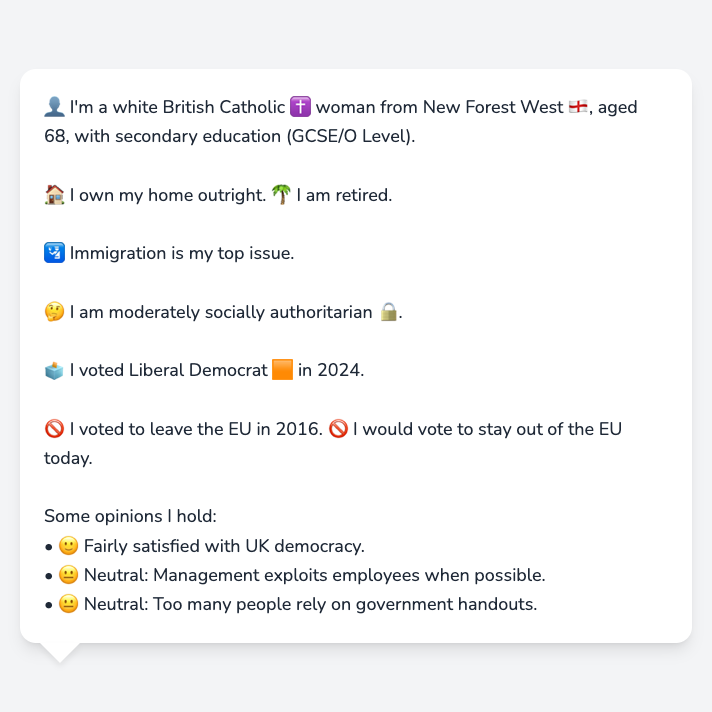 👤 I'm a white British Catholic ✝️ woman from New Forest West 🏴󠁧󠁢󠁥󠁮󠁧󠁿, aged
68, with secondary education (GCSE/O Level).
🏠 I own my home outright. 🌴 I am retired.
🛂 Immigration is my top issue.
🤔 I am moderately socially authoritarian 🔒.
🗳️ I voted Liberal Democrat 🟧 in 2024.
🚫 I voted to leave the EU in 2016. 🚫 I would vote to stay out of the EU
today.
Some opinions I hold:
• 🙂 Fairly satisfied with UK democracy.
• 😐 Neutral: Management exploits employees when possible.
• 😐 Neutral: Too many people rely on government handouts.